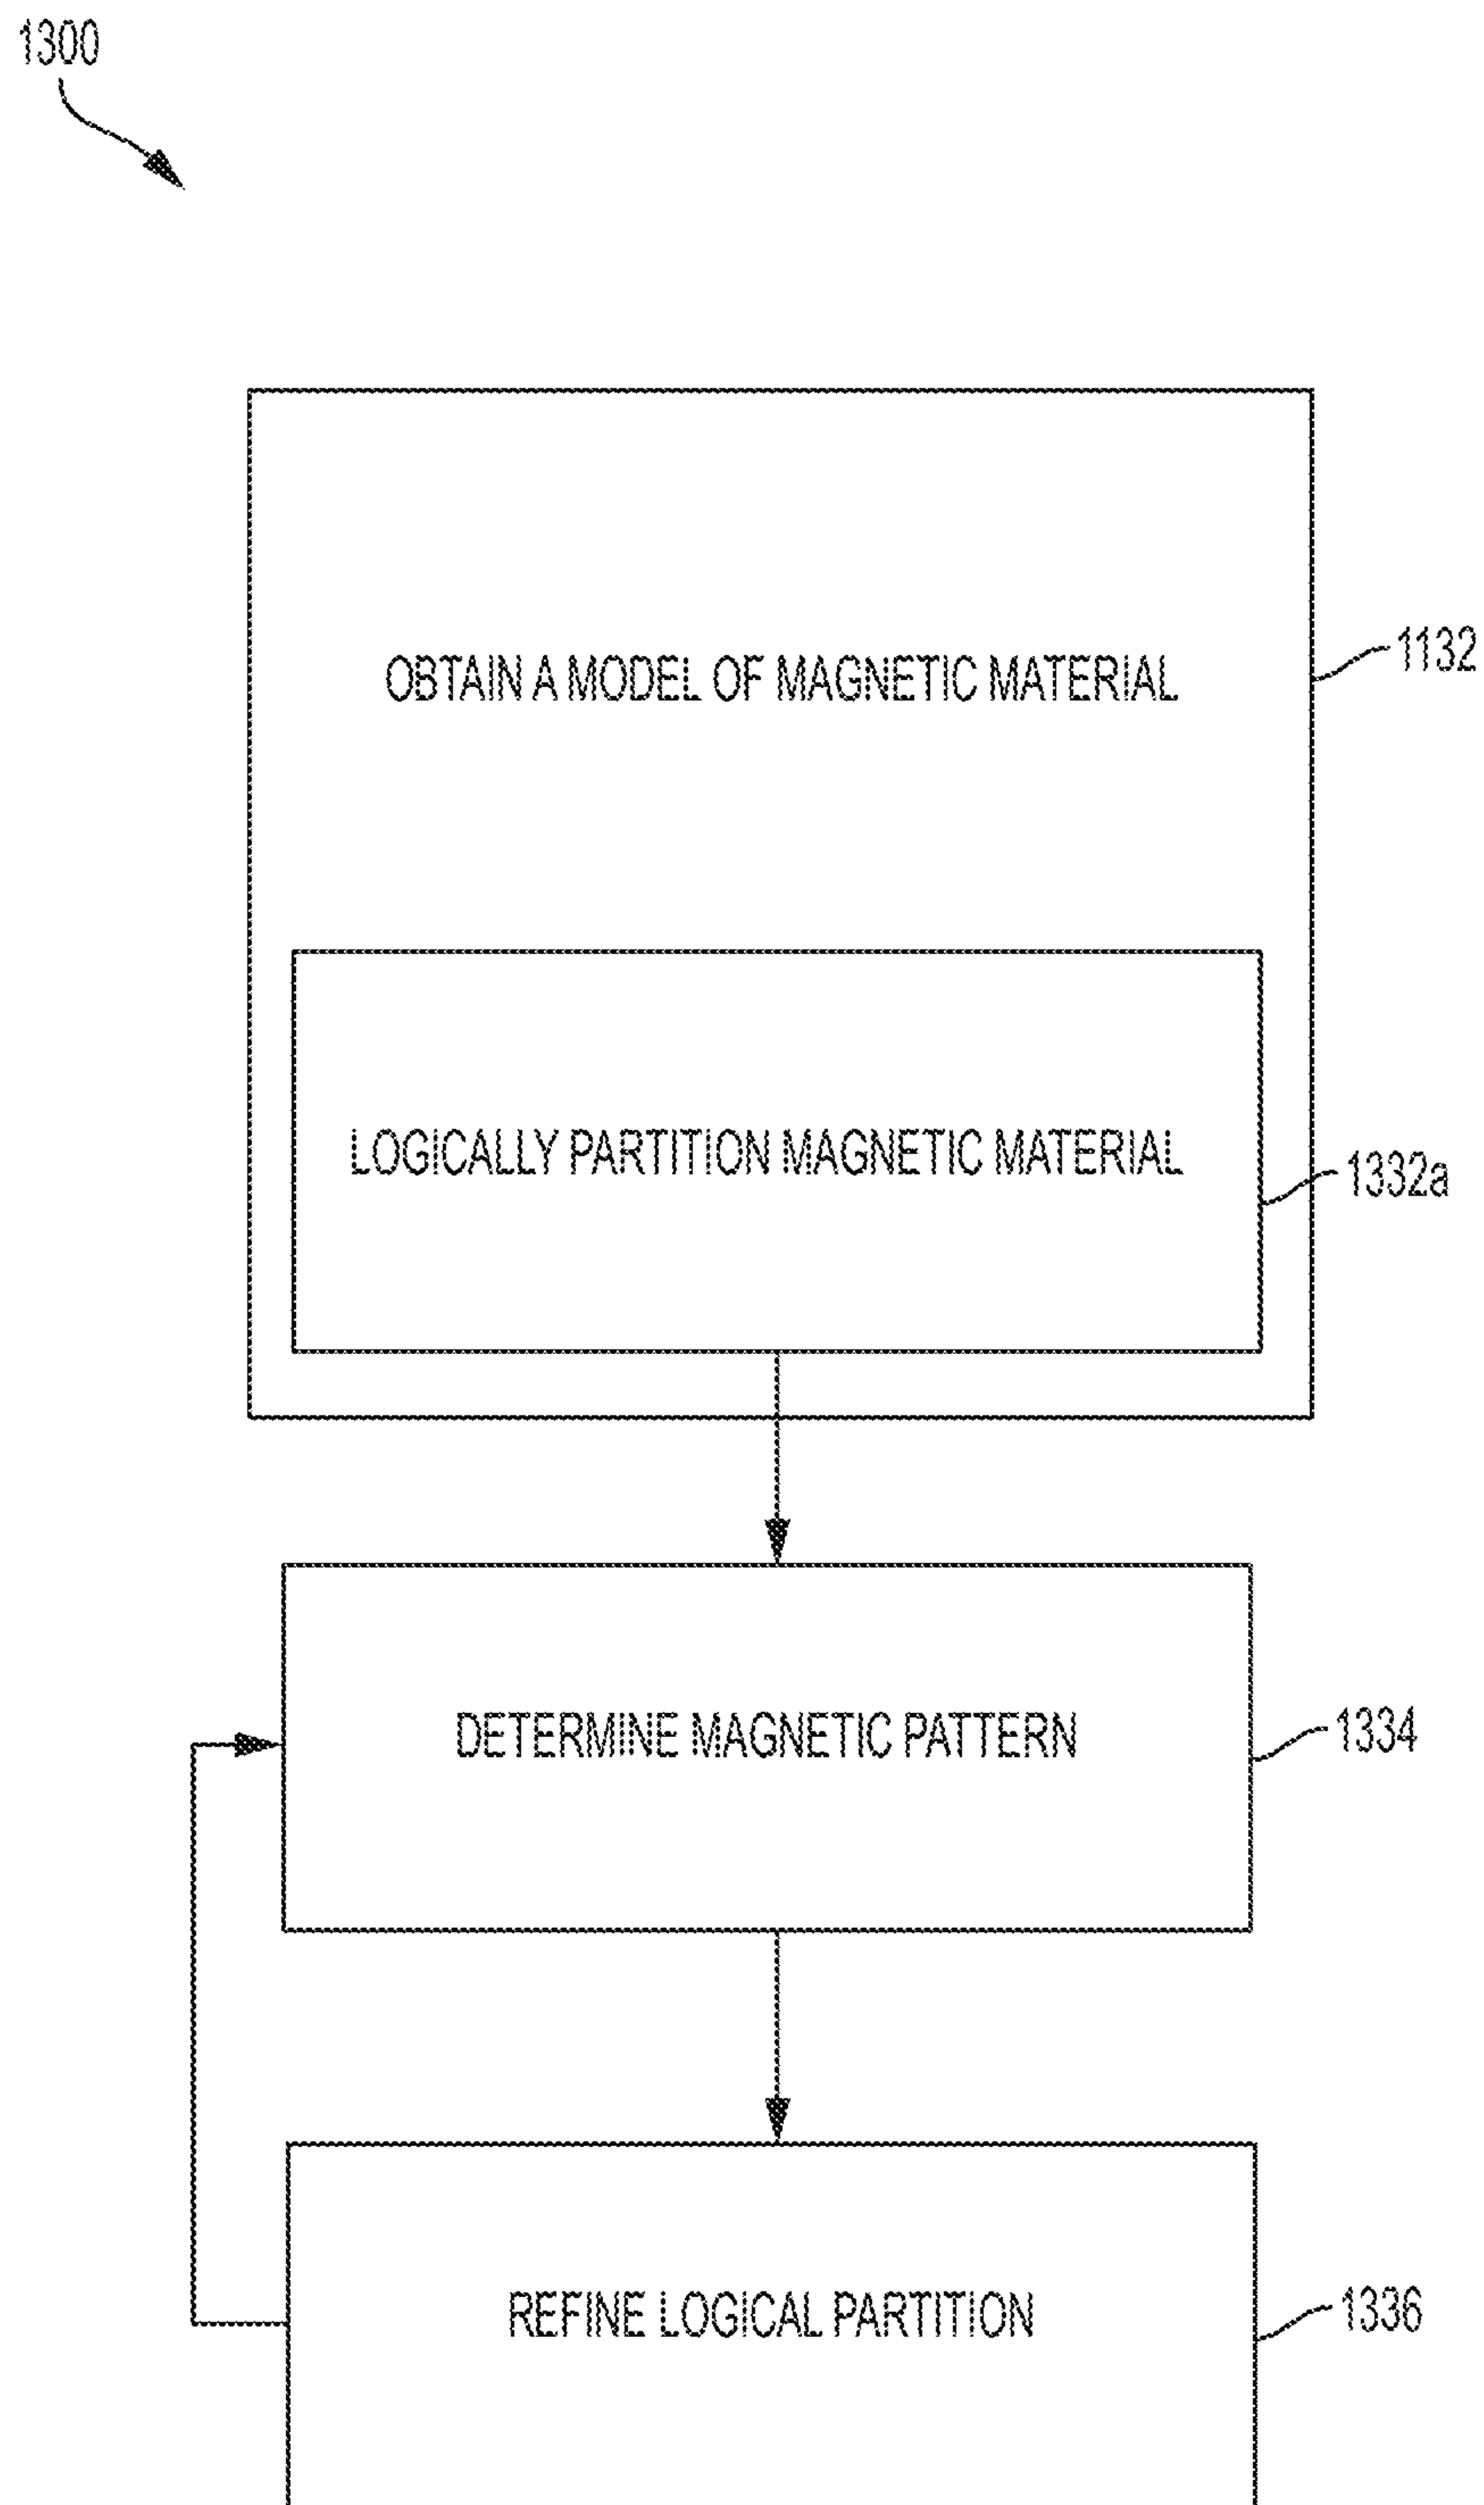 1300
OBTAIN A MODEL OF MAGNETIC MATERIAL
1132
LOGICALLY PARTITION MAGNETIC MATERIAL
1332a
DETERMINE MAGNETIC PATTERN
1334
REFINE LOGICAL PARTITION
1336